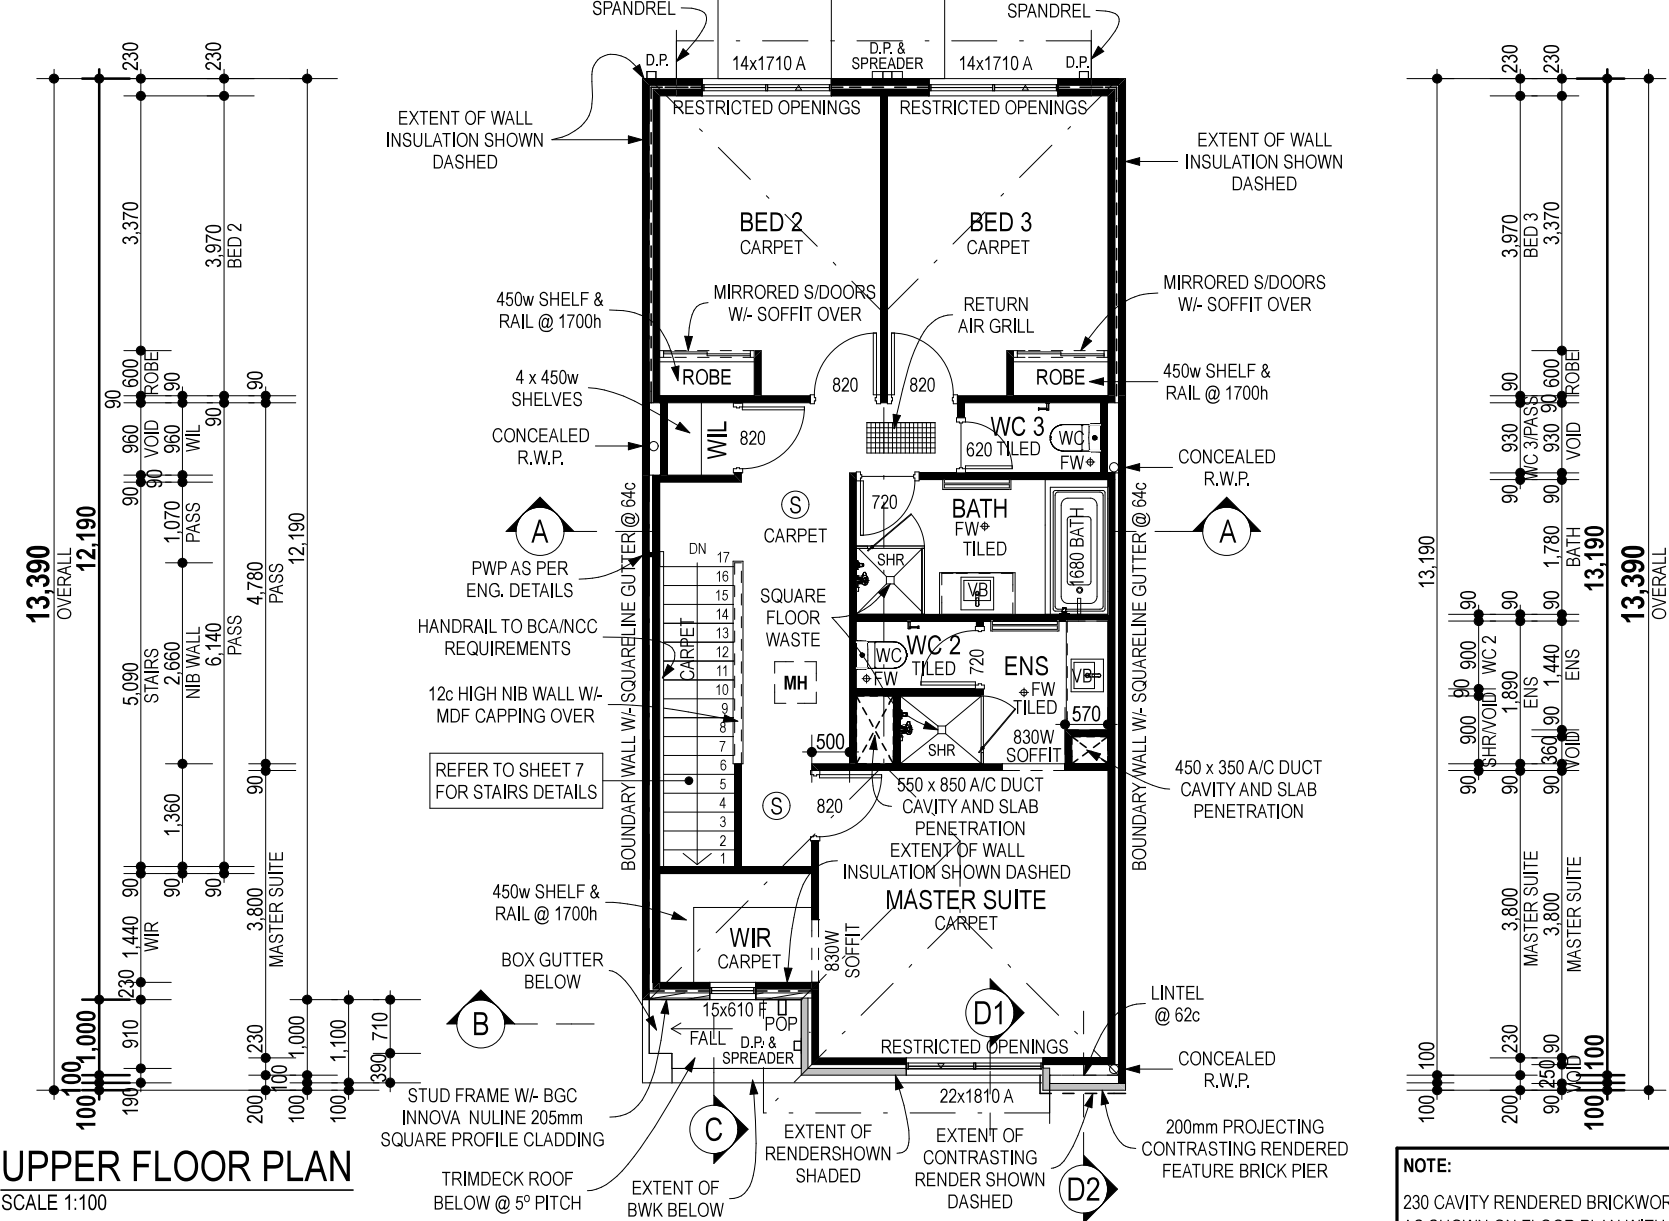 SPANDREL
SPANDREL
D.P.
14x1710 A
D.P. &
SPREADER
14x1710 A
D.P.
RESTRICTED OPENINGS
RESTRICTED OPENINGS
EXTENT OF WALL
INSULATION SHOWN
DASHED
EXTENT OF WALL
INSULATION SHOWN
DASHED
BED 2
CARPET
BED 3
CARPET
MIRRORED S/DOORS
W/- SOFFIT OVER
RETURN
AIR GRILL
MIRRORED S/DOORS
W/- SOFFIT OVER
450w SHELF &
RAIL @ 1700h
ROBE
820
820
ROBE
450w SHELF &
RAIL @ 1700h
4 x 450w
SHELVES
WIL
820
WC 3
TILED
620
WC
FW
CONCEALED
R.W.P.
CONCEALED
R.W.P.
A
A
S
CARPET
720
BATH
FW
TILED
1680 BATH
SHR
VB
DN
17
16
15
14
13
12
11
10
9
8
7
6
5
4
3
2
1
CARPET
PWP AS PER
ENG. DETAILS
SQUARE
FLOOR
WASTE
HANDRAIL TO BCA/NCC
REQUIREMENTS
WC
FW
WC 2
TILED
720
ENS
FW
TILED
VB
570
830W
SOFFIT
SHR
MH
12c HIGH NIB WALL W/-
MDF CAPPING OVER
500
REFER TO SHEET 7
FOR STAIRS DETAILS
S
820
550 x 850 A/C DUCT
CAVITY AND SLAB
PENETRATION
450 x 350 A/C DUCT
CAVITY AND SLAB
PENETRATION
EXTENT OF WALL
INSULATION SHOWN DASHED
BOUNDARY WALL W/- SQUARELINE GUTTER @ 64c
BOUNDARY WALL W/- SQUARELINE GUTTER @ 64c
MASTER SUITE
CARPET
450w SHELF &
RAIL @ 1700h
WIR
CARPET
830W
SOFFIT
BOX GUTTER
BELOW
B
15x610 F
POP
FALL
D.P. &
SPREADER
D1
LINTEL
@ 62c
RESTRICTED OPENINGS
CONCEALED
R.W.P.
22x1810 A
STUD FRAME W/- BGC
INNOVA NULINE 205mm
SQUARE PROFILE CLADDING
C
TRIMDECK ROOF
BELOW @ 5º PITCH
EXTENT OF
BWK BELOW
EXTENT OF
RENDERSHOWN
SHADED
EXTENT OF
CONTRASTING
RENDER SHOWN
DASHED
D2
200mm PROJECTING
CONTRASTING RENDERED
FEATURE BRICK PIER
13,390
OVERALL
100
12,190
1,000
100
100
230
3,370
600
ROBE
90
960
VOID
90
5,090
STAIRS
90
1,440
WIR
230
910
190
90
960
WIL
90
1,070
PASS
2,660
NIB WALL
1,360
90
230
3,970
BED 2
90
6,140
PASS
90
90
4,780
PASS
90
3,800
MASTER SUITE
230
100
200
12,190
1,000
100
1,100
100
710
390
13,190
100
100
90
900
WC 2
90
900
SHR/VOID
90
230
3,970
BED 3
90
930
WC 3/PASS
90
90
1,890
ENS
90
3,800
MASTER SUITE
230
200
230
3,370
600
ROBE
90
930
VOID
90
1,780
BATH
90
1,440
ENS
90
360
VOID
90
3,800
MASTER SUITE
90
250
VOID
90
13,190
100
100
13,390
OVERALL
UPPER FLOOR PLAN
SCALE 1:100
NOTE:
230 CAVITY RENDERED BRICKWOR